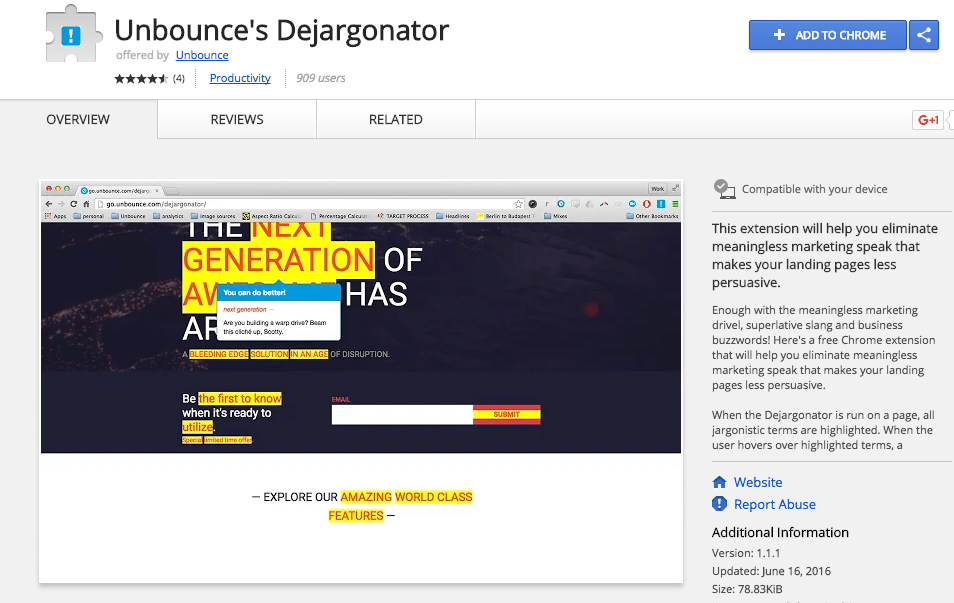 Unbounce's Dejargonator
offered by Unbounce
(4) Productivity 909 users
ADD TO CHROME
OVERVIEW REVIEWS RELATED
G+1
go.unbounce.com/dejarg
Work
go.unbounce.com/dejargonator/
Apps personal Unbounce analytics Image sources Aspect Ratio Calcul Percentage Calculat TARGET PROCESS Headlines Berlin to Budapest Mixes Other Bookmarks
THE NEXT
GENERATION OF
HAS
You can do better!
next generation —
Are you building a warp drive? Beam
this cliché up, Scotty.
A BLEEDING EDGE SOLUTION IN AN AGE OF DISRUPTION.
Be the first to know
when it's ready to
utilize.
Special limited time offer
EMAIL
SUBMIT
— EXPLORE OUR AMAZING WORLD CLASS
FEATURES —
Compatible with your device
This extension will help you eliminate
meaningless marketing speak that
makes your landing pages less
persuasive.
Enough with the meaningless marketing
drivel, superlative slang and business
buzzwords! Here's a free Chrome extension
that will help you eliminate meaningless
marketing speak that makes your landing
pages less persuasive.
When the Dejargonator is run on a page, all
jargonistic terms are highlighted. When the
user hovers over highlighted terms, a
Website
Report Abuse
Additional Information
Version: 1.1.1
Updated: June 16, 2016
Size: 78.83KiB